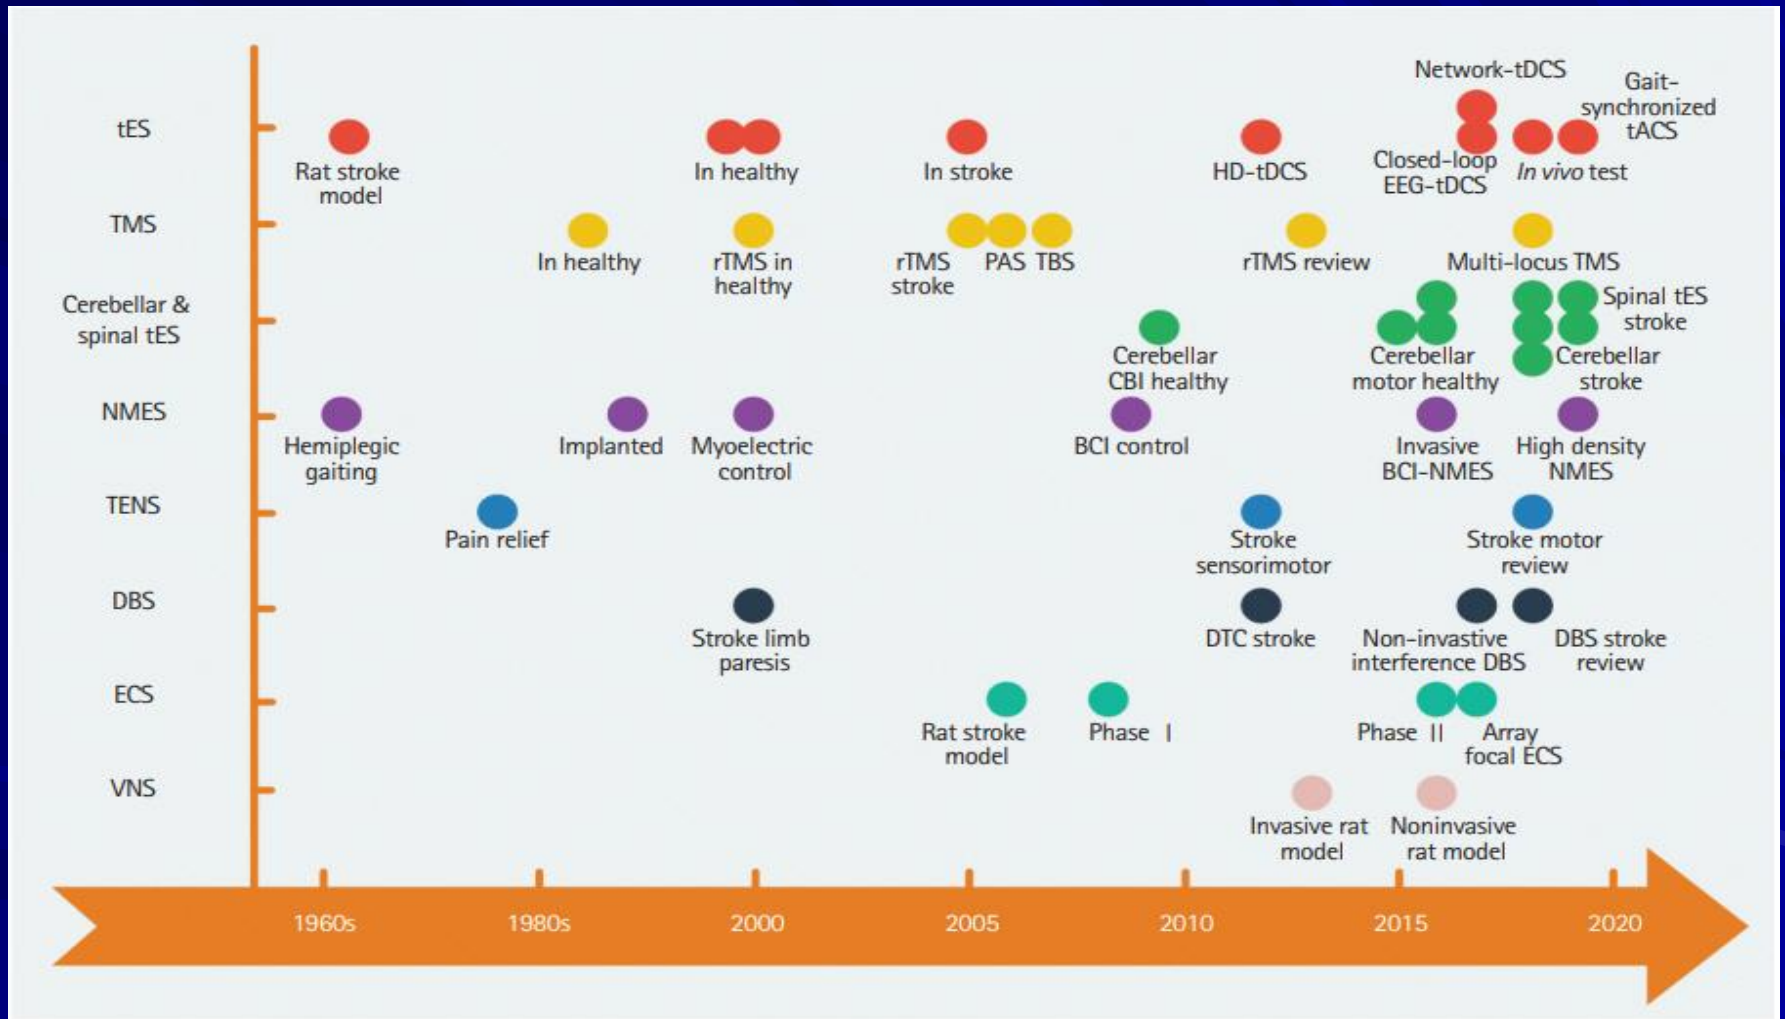 Network-tDCS
Gait-
synchronized
tACS
tES
Rat stroke
model
In healthy
In stroke
HD-tDCS
Closed-loop
EEG-tDCS
In vivo test
TMS
In healthy
rTMS in
healthy
rTMS
stroke
PAS
TBS
rTMS review
Multi-locus TMS
Cerebellar &
spinal tES
Cerebellar
CBI healthy
Cerebellar
motor healthy
Spinal tES
stroke
Cerebellar
stroke
NMES
Hemiplegic
gaiting
Implanted
Myoelectric
control
BCI control
Invasive
BCI-NMES
High density
NMES
TENS
Pain relief
Stroke
sensorimotor
Stroke motor
review
DBS
Stroke limb
paresis
DTC stroke
Non-invastive
interference DBS
DBS stroke
review
ECS
Rat stroke
model
Phase I
Phase II
Array
focal ECS
VNS
Invasive rat
model
Noninvasive
rat model
1960s
1980s
2000
2005
2010
2015
2020